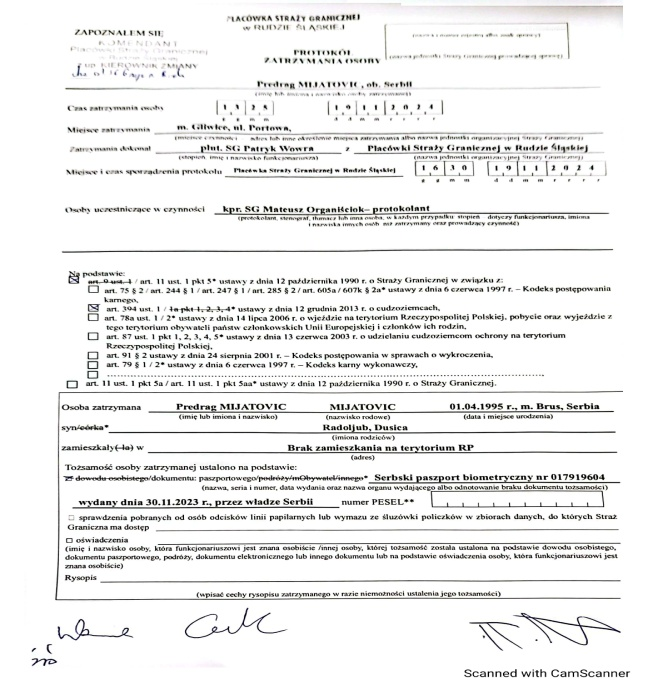 PLACÓWKA STRAŻY GRANICZNEJ
w RUDZIE ŚLĄSKIEJ
ZAPOZNAŁEM SIĘ
KOMENDANT
Placówki Straży Granicznej
w Rudzie Śląskiej
z up. KIEROWNIK ZMIANY
(nazwa jednostki Straży Granicznej prowadzącej sprawę)
PROTOKÓŁ
ZATRZYMANIA OSOBY
Predrag MIJATOVIC, ob. Serbii
(imię lub imiona i nazwisko osoby zatrzymanej)
Czas zatrzymania osoby 1 3 2 5 1 9 1 1 2 0 2 4
g g m m d d m m r r r r
Miejsce zatrzymania m. Gliwice, ul. Portowa,
(miejsce czynności - adres lub inne określenie miejsca zatrzymania albo nazwa jednostki organizacyjnej Straży Granicznej)
Zatrzymania dokonał plut. SG Patryk Wowra z Placówki Straży Granicznej w Rudzie Śląskiej
(stopień, imię i nazwisko funkcjonariusza) (nazwa jednostki organizacyjnej Straży Granicznej)
Miejsce i czas sporządzenia protokołu Placówka Straży Granicznej w Rudzie Śląskiej 1 6 3 0 1 9 1 1 2 0 2 4
g g m m d d m m r r r r
Osoby uczestniczące w czynności kpr. SG Mateusz Organiściok– protokolant
(protokolant, stenograf, tłumacz lub inna osoba, w każdym przypadku stopień - dotyczy funkcjonariusza, imiona
i nazwiska innych osób niż zatrzymany oraz prowadzący czynność)
Na podstawie:
art. 9 ust. 1 / art. 11 ust. 1 pkt 5* ustawy z dnia 12 października 1990 r. o Straży Granicznej w związku z:
art. 75 § 2 / art. 244 § 1 / art. 247 § 1 / art. 285 § 2 / art. 605a / 607k § 2a* ustawy z dnia 6 czerwca 1997 r. – Kodeks postępowania
karnego,
art. 394 ust. 1 / 1a pkt 1, 2, 3, 4* ustawy z dnia 12 grudnia 2013 r. o cudzoziemcach,
art. 78a ust. 1 / 2* ustawy z dnia 14 lipca 2006 r. o wjeździe na terytorium Rzeczypospolitej Polskiej, pobycie oraz wyjeździe z
tego terytorium obywateli państw członkowskich Unii Europejskiej i członków ich rodzin,
art. 87 ust. 1 pkt 1, 2, 3, 4, 5* ustawy z dnia 13 czerwca 2003 r. o udzielaniu cudzoziemcom ochrony na terytorium
Rzeczypospolitej Polskiej,
art. 91 § 2 ustawy z dnia 24 sierpnia 2001 r. – Kodeks postępowania w sprawach o wykroczenia,
art. 79 § 1 / 2* ustawy z dnia 6 czerwca 1997 r. – Kodeks karny wykonawczy,
art. 11 ust. 1 pkt 5a / art. 11 ust. 1 pkt 5aa* ustawy z dnia 12 października 1990 r. o Straży Granicznej.
Osoba zatrzymana Predrag MIJATOVIC MIJATOVIC 01.04.1995 r., m. Brus, Serbia
(imię lub imiona i nazwisko) (nazwisko rodowe) (data i miejsce urodzenia)
syn/córka* Radoljub, Dusica
(imiona rodziców)
zamieszkały(-ła) w Brak zamieszkania na terytorium RP
(adres)
Tożsamość osoby zatrzymanej ustalono na podstawie:
dowodu osobistego/dokumentu: paszportowego/podróży/mObywatel/innego* Serbski paszport biometryczny nr 017919604
(nazwa, seria i numer, data wydania oraz nazwa organu wydającego albo odnotowanie braku dokumentu tożsamości)
wydany dnia 30.11.2023 r., przez władze Serbii numer PESEL**
□ sprawdzenia pobranych od osób odcisków linii papilarnych lub wymazu ze śluzówki policzków w zbiorach danych, do których Straż
Graniczna ma dostęp
□ oświadczenia
(imię i nazwisko osoby, która funkcjonariuszowi jest znana osobiście /innej osoby, której tożsamość została ustalona na podstawie dowodu osobistego,
dokumentu paszportowego, podróży, dokumentu elektronicznego lub innego dokumentu lub na podstawie oświadczenia osoby, która funkcjonariuszowi jest
znana osobiście)
Rysopis
(wpisać cechy rysopisu zatrzymanego w razie niemożności ustalenia jego tożsamości)
Scanned with CamScanner